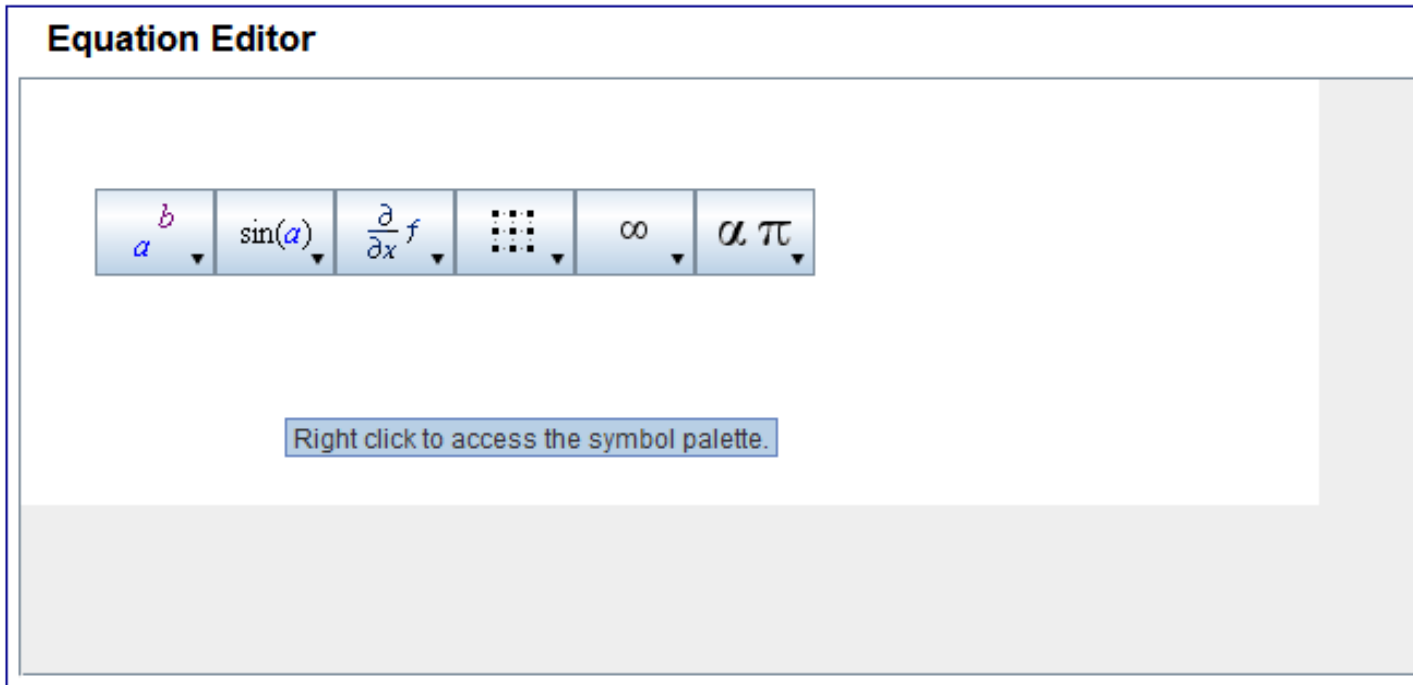 Equation Editor
a b sin(a) ∂/∂x f ∞ α π
Right click to access the symbol palette.